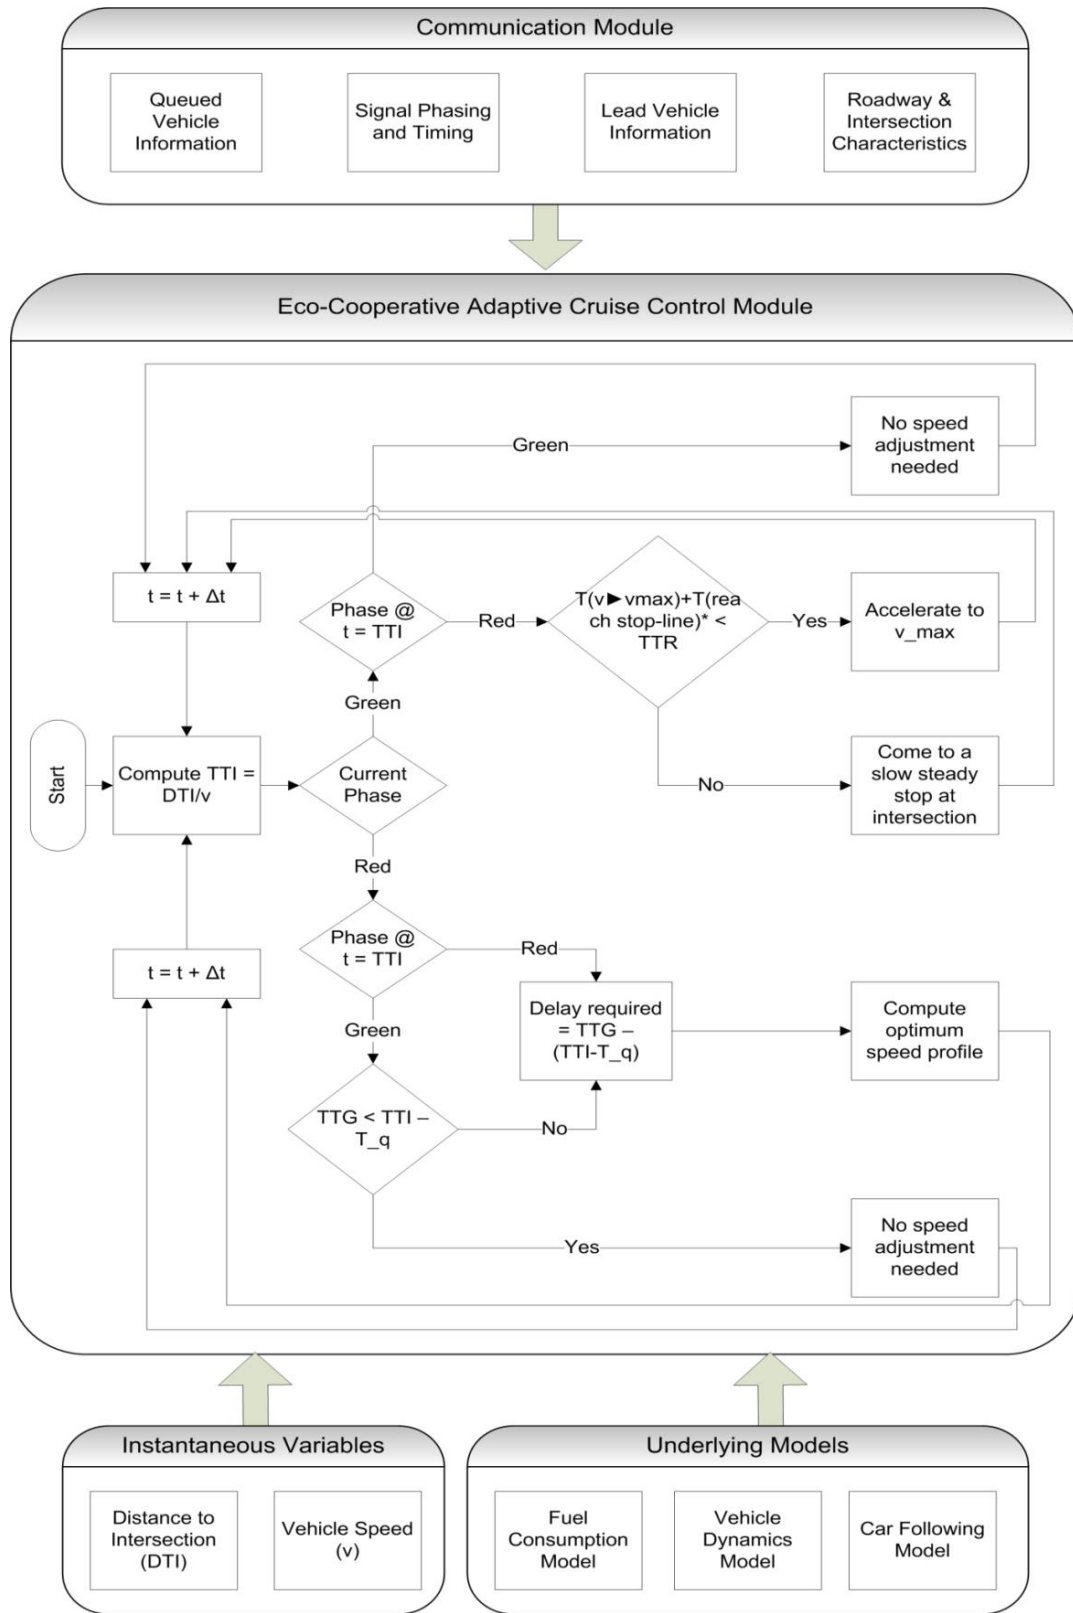 Communication Module
Queued
Vehicle
Information
Signal Phasing
and Timing
Lead Vehicle
Information
Roadway &
Intersection
Characteristics
Eco-Cooperative Adaptive Cruise Control Module
No speed
adjustment
needed
Green
t = t + Δt
Phase @
t = TTI
Red
T(v►vmax)+T(rea
ch stop-line)* <
TTR
Yes
Accelerate to
v_max
Green
Start
Compute TTI =
DTI/v
Current
Phase
No
Come to a
slow steady
stop at
intersection
Red
Phase @
t = TTI
Red
t = t + Δt
Delay required
= TTG –
(TTI-T_q)
Compute
optimum
speed profile
Green
TTG < TTI –
T_q
No
Yes
No speed
adjustment
needed
Instantaneous Variables
Distance to
Intersection
(DTI)
Vehicle Speed
(v)
Underlying Models
Fuel
Consumption
Model
Vehicle
Dynamics
Model
Car Following
Model